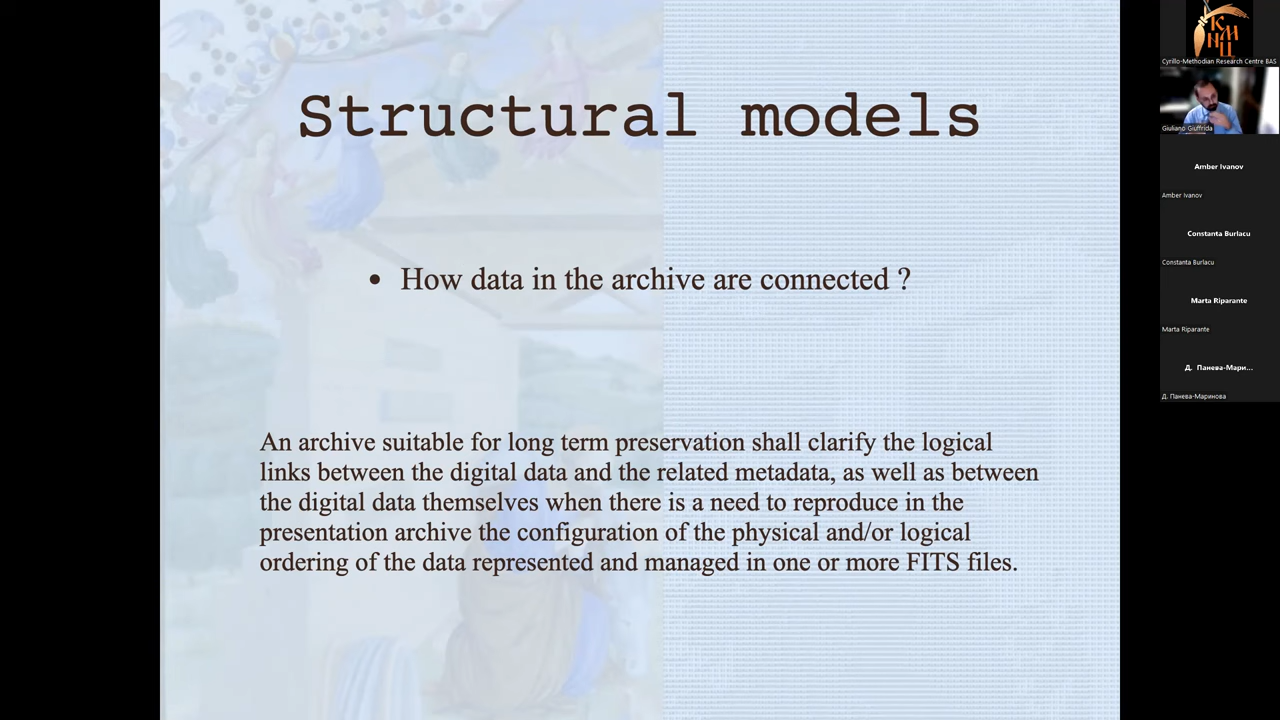 Structural models
• How data in the archive are connected ?
An archive suitable for long term preservation shall clarify the logical
links between the digital data and the related metadata, as well as between
the digital data themselves when there is a need to reproduce in the
presentation archive the configuration of the physical and/or logical
ordering of the data represented and managed in one or more FITS files.
КМ
НЦ
Cyrillo-Methodian Research Centre BAS
Giuliano Giuffrida
Amber Ivanov
Amber Ivanov
Constanta Burlacu
Constanta Burlacu
Marta Riparante
Marta Riparante
Д. Панева-Мари...
Д. Панева-Маринова